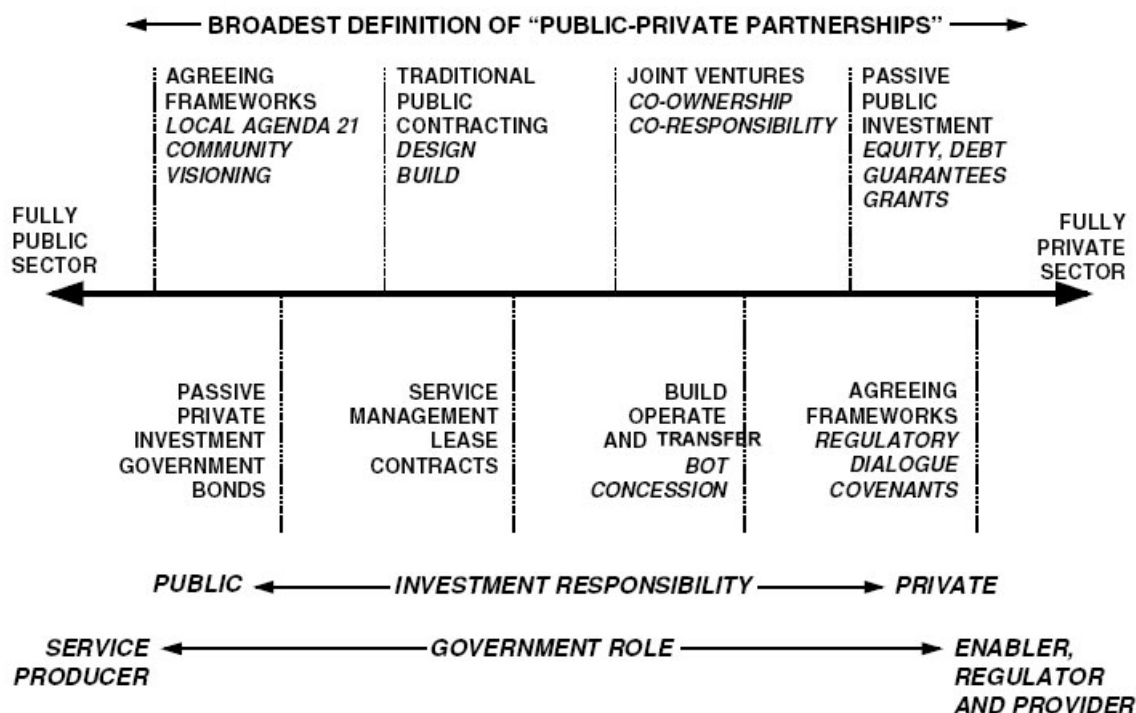 BROADEST DEFINITION OF “PUBLIC-PRIVATE PARTNERSHIPS”
AGREEING
FRAMEWORKS
LOCAL AGENDA 21
COMMUNITY
VISIONING
TRADITIONAL
PUBLIC
CONTRACTING
DESIGN
BUILD
JOINT VENTURES
CO-OWNERSHIP
CO-RESPONSIBILITY
PASSIVE
PUBLIC
INVESTMENT
EQUITY, DEBT
GUARANTEES
GRANTS
FULLY
PUBLIC
SECTOR
FULLY
PRIVATE
SECTOR
PASSIVE
PRIVATE
INVESTMENT
GOVERNMENT
BONDS
SERVICE
MANAGEMENT
LEASE
CONTRACTS
BUILD
OPERATE
AND TRANSFER
BOT
CONCESSION
AGREEING
FRAMEWORKS
REGULATORY
DIALOGUE
COVENANTS
PUBLIC INVESTMENT RESPONSIBILITY PRIVATE
SERVICE
PRODUCER
GOVERNMENT ROLE
ENABLER,
REGULATOR
AND PROVIDER